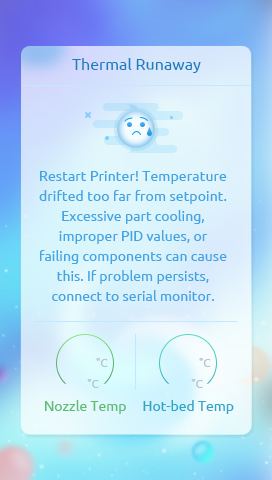 Thermal Runaway
Restart Printer! Temperature
drifted too far from setpoint.
Excessive part cooling,
improper PID values, or
failing components can cause
this. If problem persists,
connect to serial monitor.
°C °C
°C °C
Nozzle Temp Hot-bed Temp